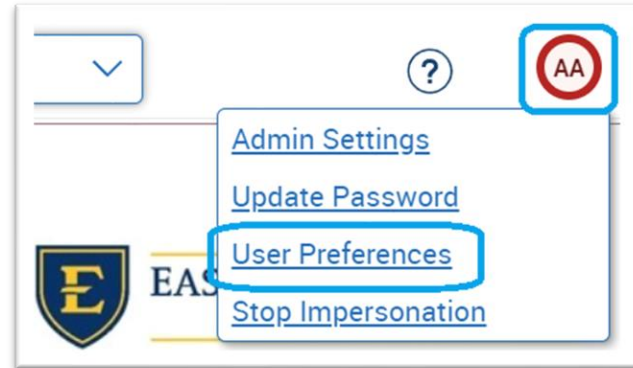 ? AA
Admin Settings
Update Password
User Preferences
E EAS
Stop Impersonation